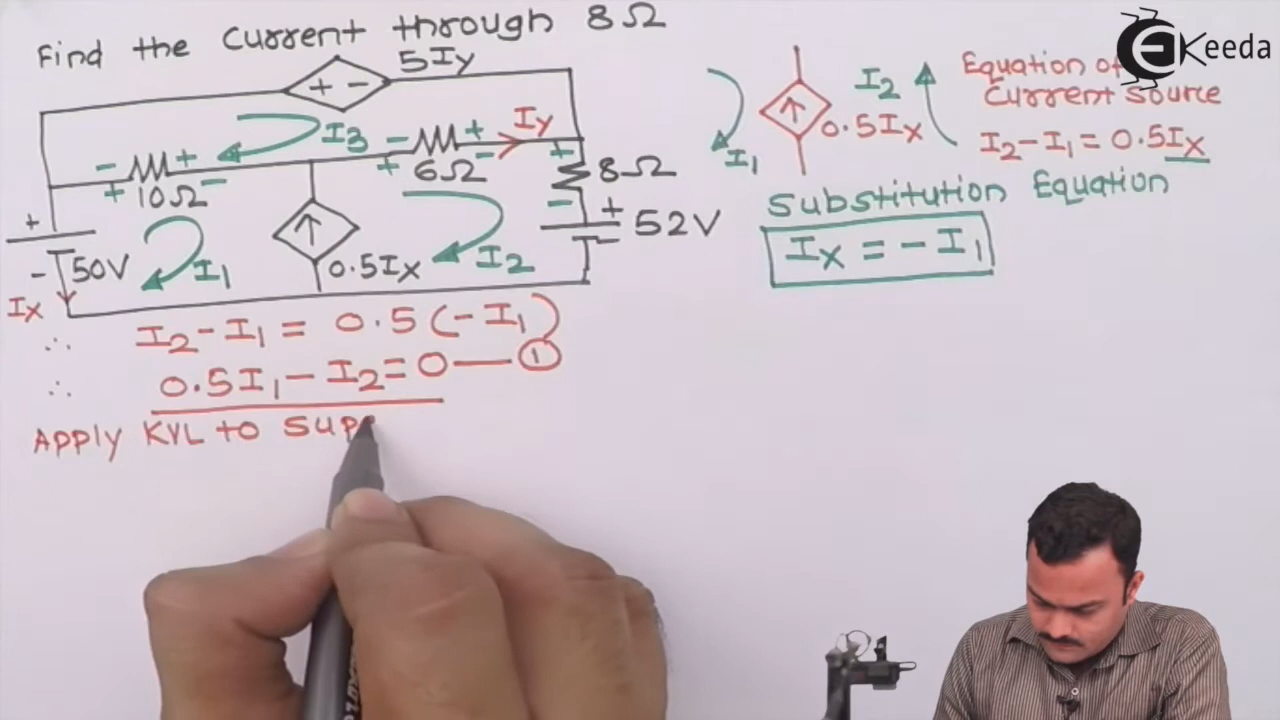 Find the Current through 8Ω
5Iy
+ -
I3
- +
Iy
- +
+ -
10Ω
+ -
6Ω
+
8Ω
-
+
-
50V
I1
0.5Ix
I2
+
52V
Ix
∴ I2 - I1 = 0.5 (- I1)
∴ 0.5I1 - I2 = 0 — ①
Apply KVL to Sup
I1
0.5Ix
I2
Equation of
Current Source
I2 - I1 = 0.5Ix
Substitution Equation
Ix = - I1
EKeeda